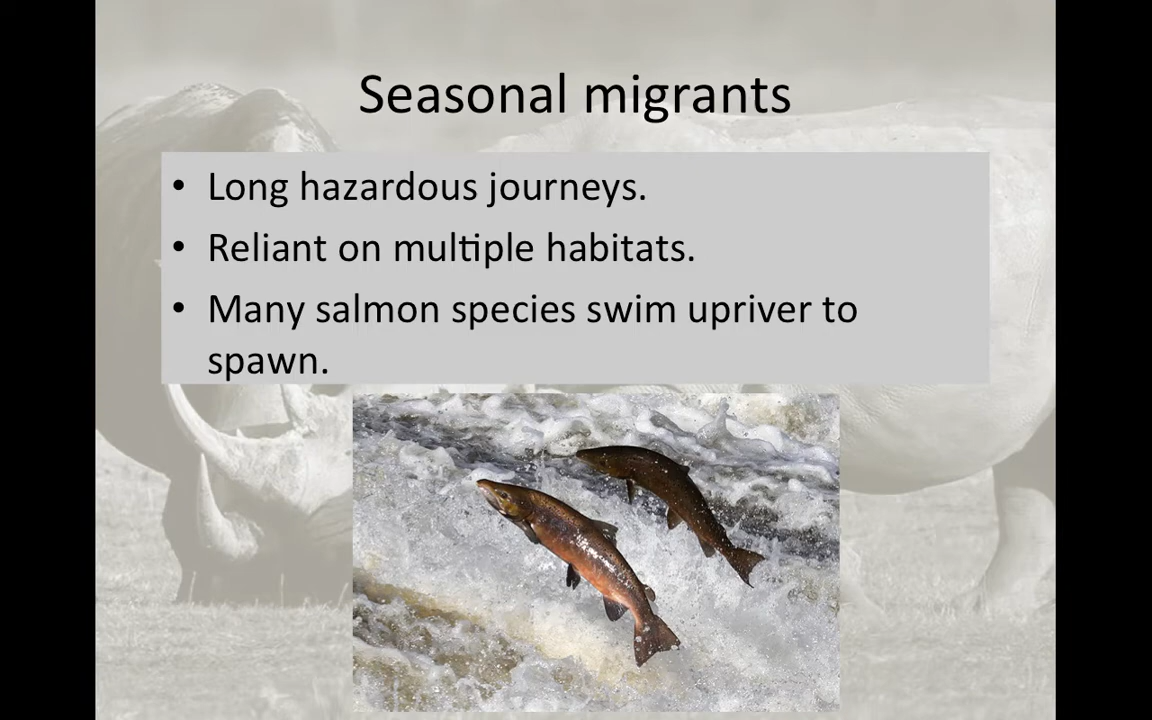 Seasonal migrants
• Long hazardous journeys.
• Reliant on multiple habitats.
• Many salmon species swim upriver to
spawn.